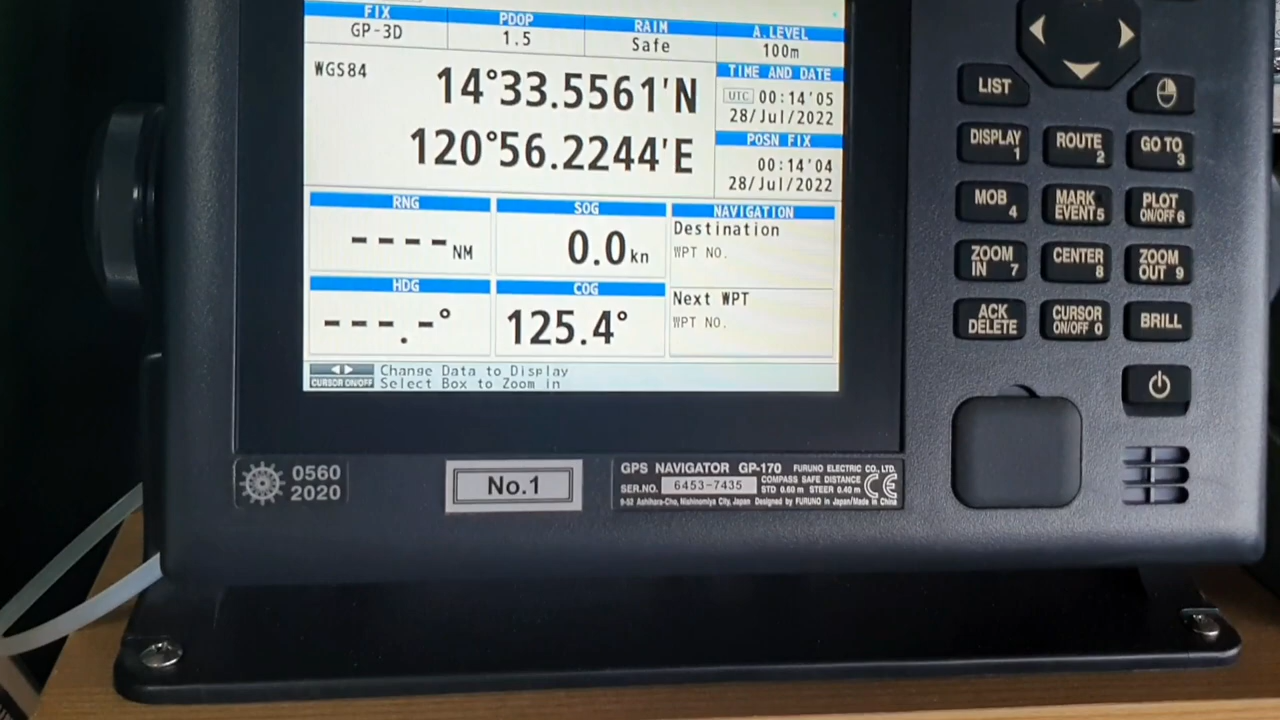 FIX PDOP RAIM A.LEVEL
GP-3D 1.5 Safe 100m
WGS84
14°33.5561'N
120°56.2244'E
TIME AND DATE
UTC 00:14'05
28/Jul/2022
POSN FIX
00:14'04
28/Jul/2022
RNG
----NM
SOG
0.0kn
HDG
---.-°
COG
125.4°
NAVIGATION
Destination
WPT NO.
Next WPT
WPT NO.
Change Data to Display
CURSOR ON/OFF Select Box to Zoom in
LIST
DISPLAY 1
ROUTE 2
GO TO 3
MOB 4
MARK EVENT 5
PLOT ON/OFF 6
ZOOM IN 7
CENTER 8
ZOOM OUT 9
ACK DELETE
CURSOR ON/OFF 0
BRILL
0560
2020
No.1
GPS NAVIGATOR GP-170 FURUNO ELECTRIC CO., LTD.
SER.NO. 6453-7435 COMPASS SAFE DISTANCE
STD 0.60 m STEER 0.40 m CE
9-52 Ashihara-Cho, Nishinomiya City, Japan Designed by FURUNO in Japan/Made in China